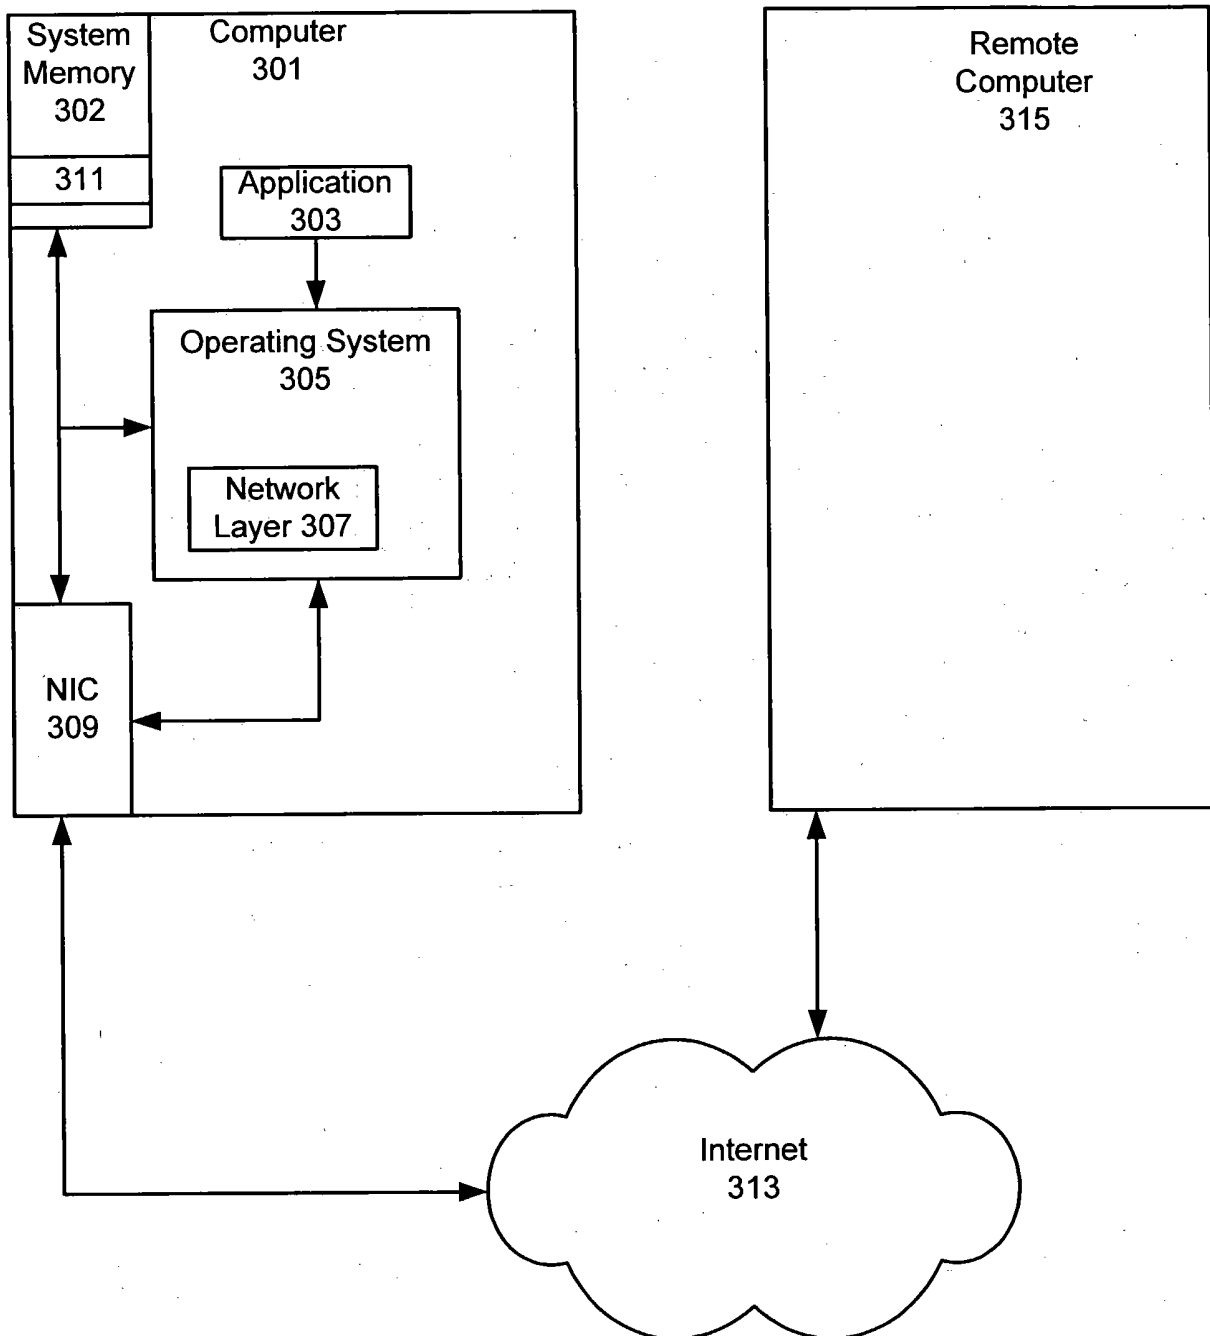 System
Memory
302
311
Computer
301
Application
303
Operating System
305
Network
Layer 307
NIC
309
Remote
Computer
315
Internet
313